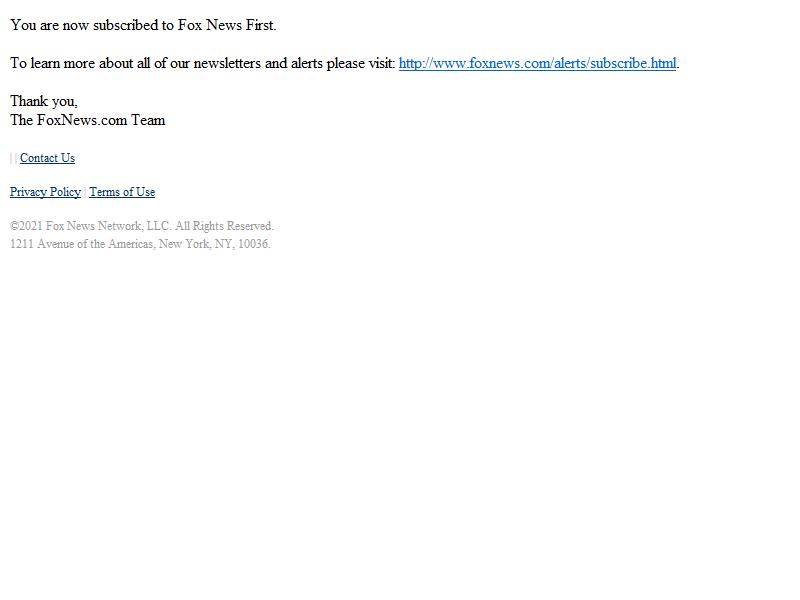 You are now subscribed to Fox News First.
To learn more about all of our newsletters and alerts please visit: http://www.foxnews.com/alerts/subscribe.html.
Thank you,
The FoxNews.com Team
| | Contact Us
Privacy Policy | Terms of Use
©2021 Fox News Network, LLC. All Rights Reserved.
1211 Avenue of the Americas, New York, NY, 10036.